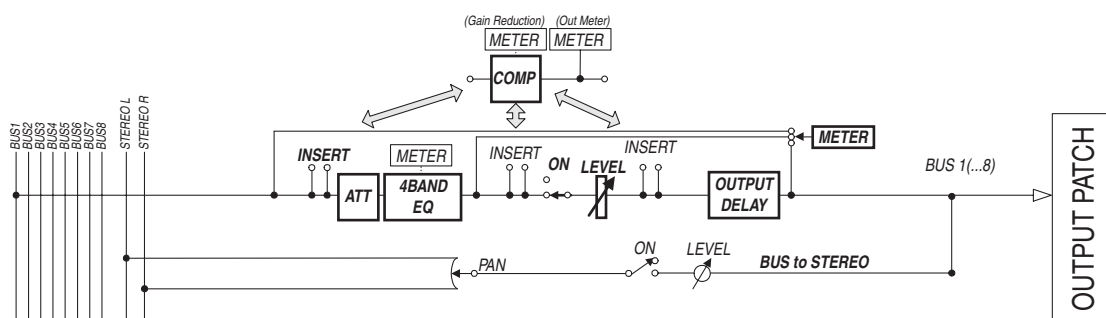 (Gain Reduction) (Out Meter)
METER METER
COMP
BUS1
BUS2
BUS3
BUS4
BUS5
BUS6
BUS7
BUS8
STEREO L
STEREO R
METER
INSERT
METER
INSERT
ON
LEVEL
INSERT
BUS 1(...8)
ATT
4BAND
EQ
OUTPUT
DELAY
OUTPUT PATCH
PAN
ON
LEVEL
BUS to STEREO